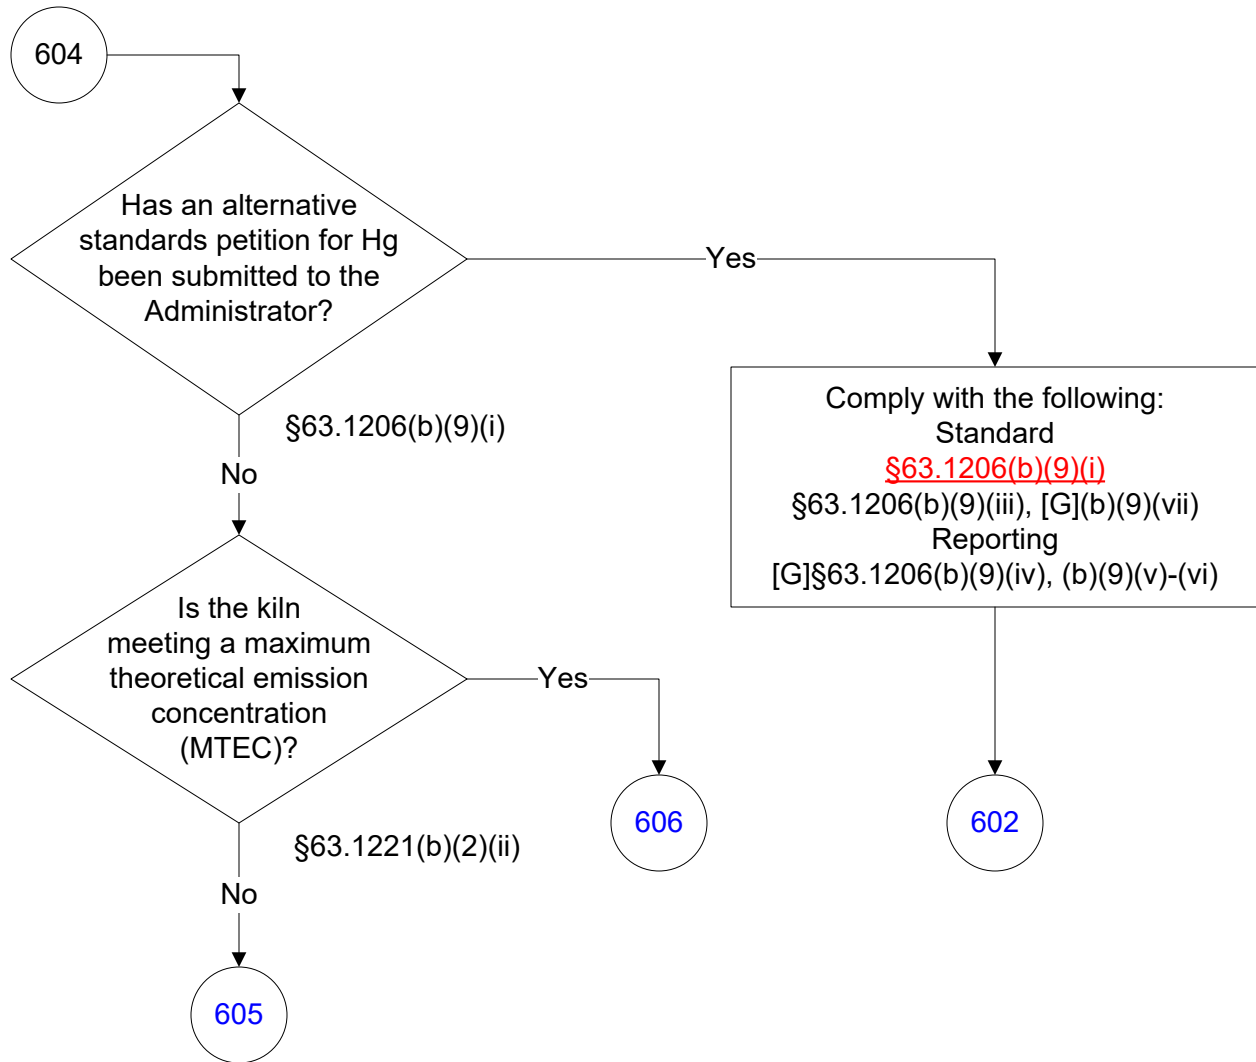 604
Has an alternative
standards petition for Hg
been submitted to the
Administrator?
Yes
§63.1206(b)(9)(i)
No
Comply with the following:
Standard
§63.1206(b)(9)(i)
§63.1206(b)(9)(iii), [G](b)(9)(vii)
Reporting
[G]§63.1206(b)(9)(iv), (b)(9)(v)-(vi)
Is the kiln
meeting a maximum
theoretical emission
concentration
(MTEC)?
Yes
606
602
§63.1221(b)(2)(ii)
No
605